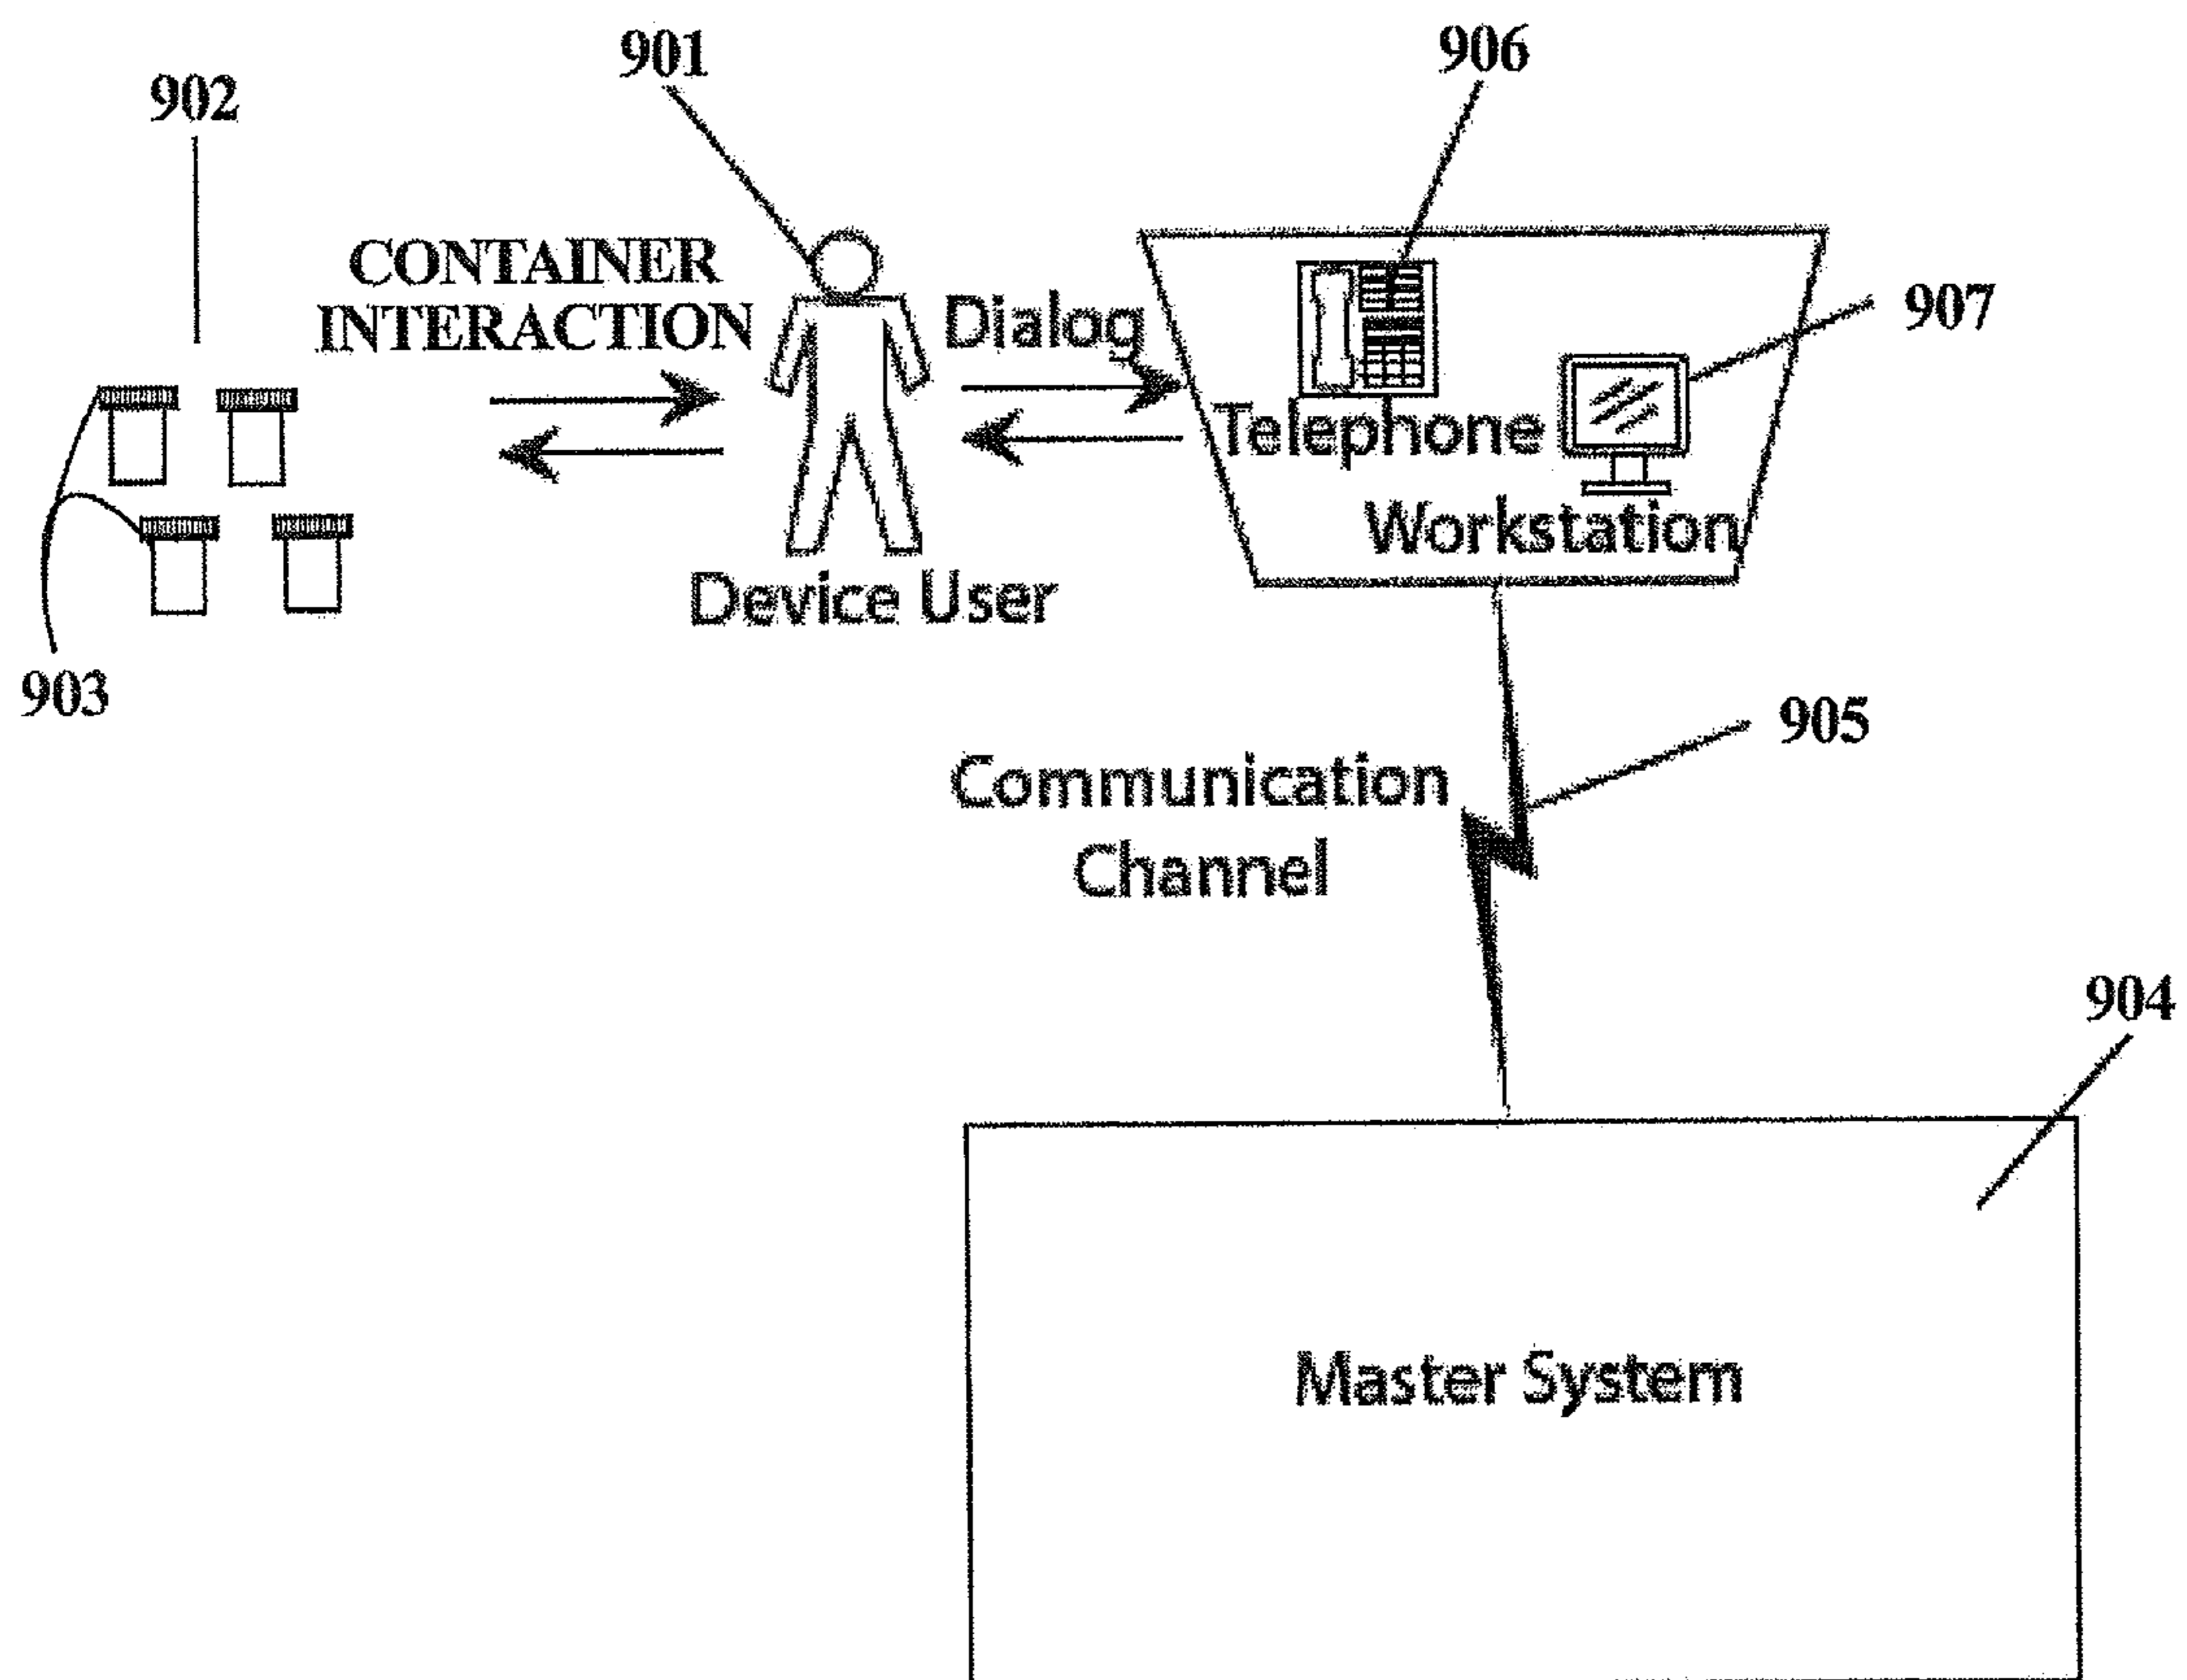 901
906
902
CONTAINER
INTERACTION
Dialog
907
Telephone
Workstation
Device User
903
905
Communication
Channel
904
Master System